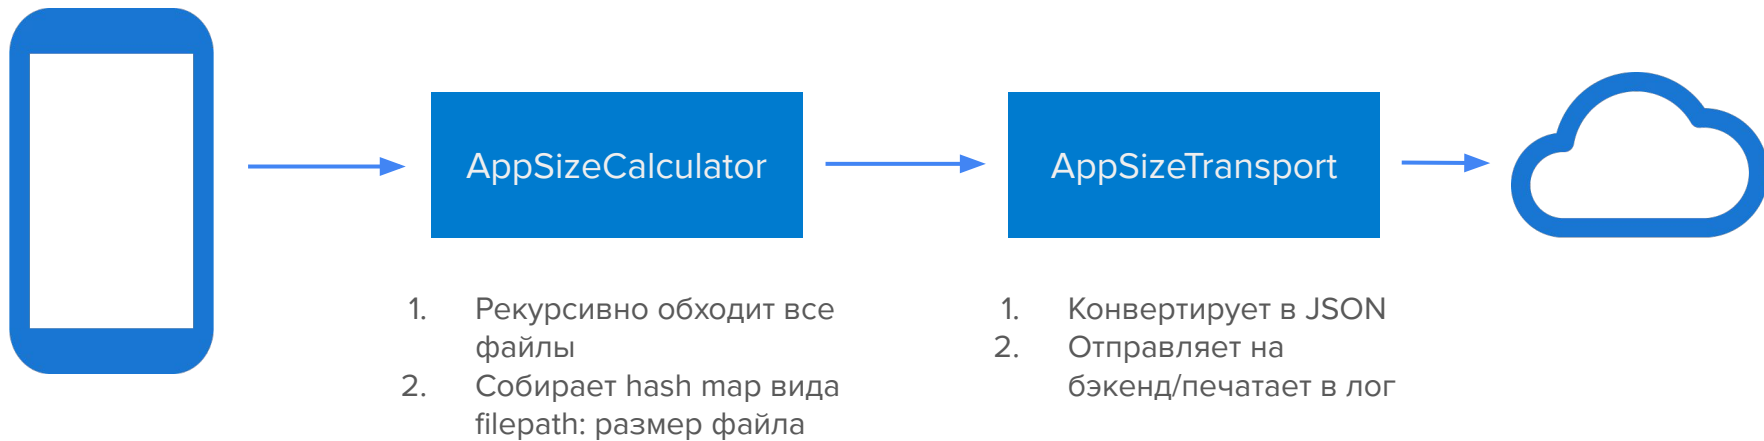 AppSizeCalculator
AppSizeTransport
1. Рекурсивно обходит все
файлы
2. Собирает hash map вида
filepath: размер файла
1. Конвертирует в JSON
2. Отправляет на
бэкенд/печатает в лог